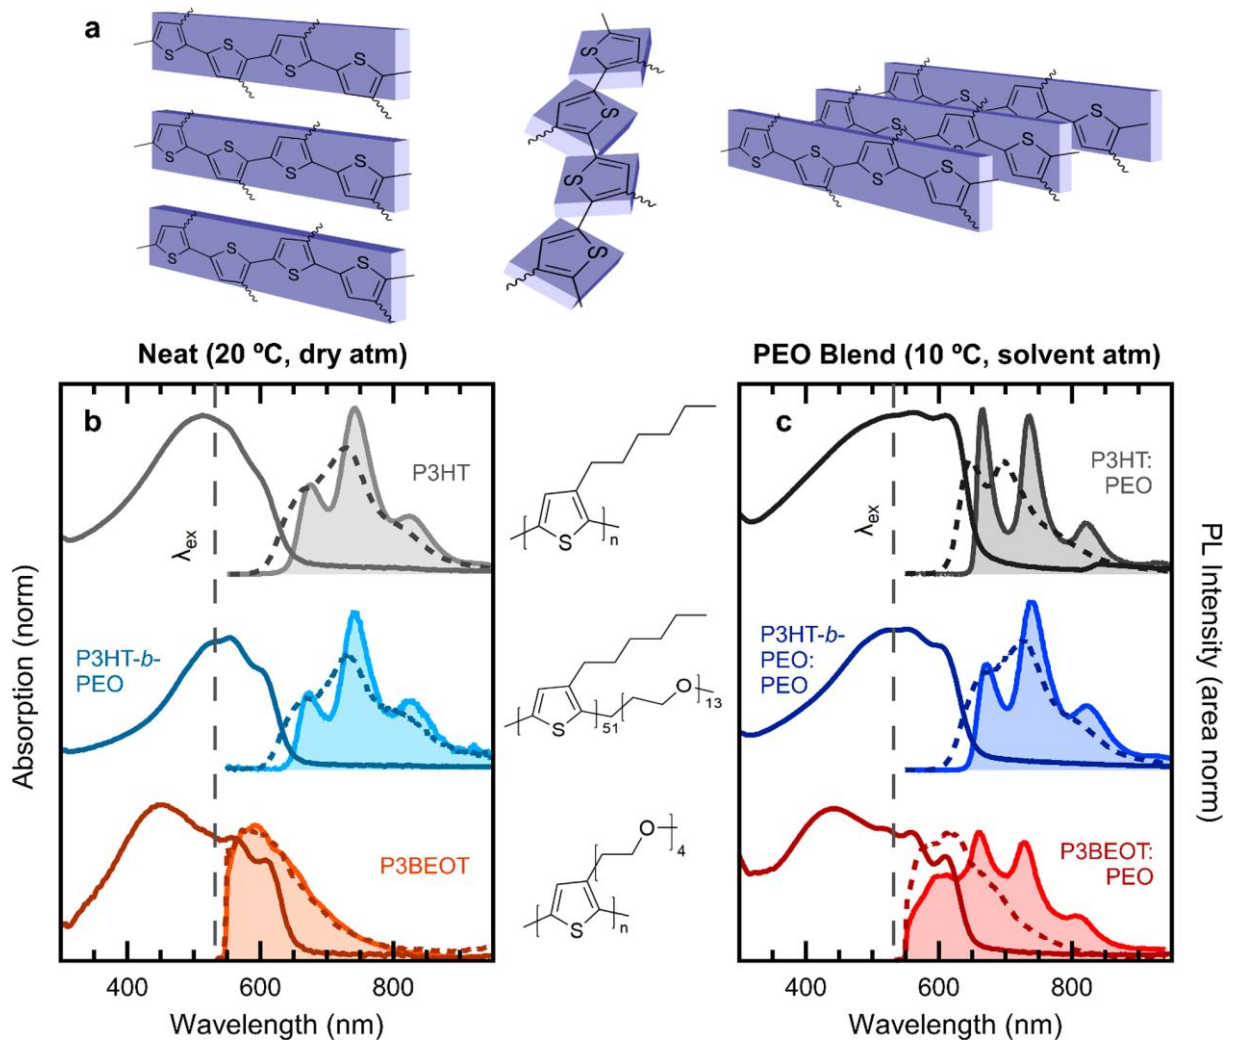 a
S S S S
S S S S
S S S S
S
S
S
S
S S
S S
S S S S
Neat (20 ºC, dry atm)
PEO Blend (10 ºC, solvent atm)
b
P3HT
λex
P3HT-b-
PEO
P3BEOT
Absorption (norm)
400 600 800
Wavelength (nm)
S n
O 13
S 51
O 4
S n
c
P3HT:
PEO
λex
P3HT-b-
PEO:
PEO
P3BEOT:
PEO
PL Intensity (area norm)
400 600 800
Wavelength (nm)